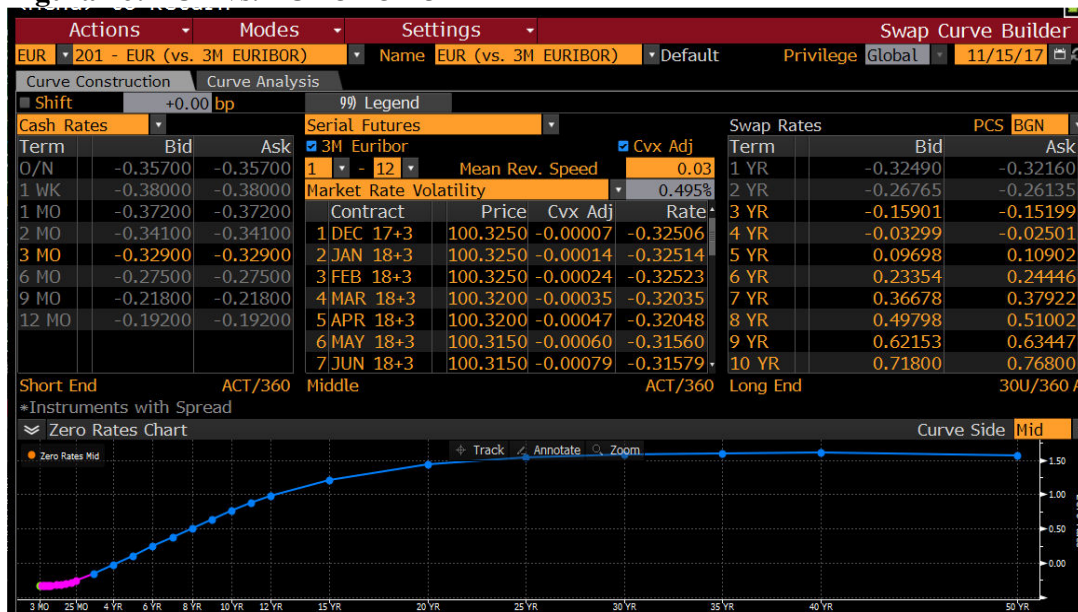 Actions Modes Settings Swap Curve Builder
EUR 201 - EUR (vs. 3M EURIBOR) Name EUR (vs. 3M EURIBOR) Default Privilege Global 11/15/17
Curve Construction Curve Analysis
Shift +0.00 bp 99) Legend
Cash Rates Serial Futures Swap Rates PCS BGN
Term Bid Ask 3M Euribor Cvx Adj Term Bid Ask
O/N -0.35700 -0.35700 1 - 12 Mean Rev. Speed 0.03 1 YR -0.32490 -0.32160
1 WK -0.38000 -0.38000 Market Rate Volatility 0.495% 2 YR -0.26765 -0.26135
1 MO -0.37200 -0.37200 Contract Price Cvx Adj Rate 3 YR -0.15901 -0.15199
2 MO -0.34100 -0.34100 1 DEC 17+3 100.3250 -0.00007 -0.32506 4 YR -0.03299 -0.02501
3 MO -0.32900 -0.32900 2 JAN 18+3 100.3250 -0.00014 -0.32514 5 YR 0.09698 0.10902
6 MO -0.27500 -0.27500 3 FEB 18+3 100.3250 -0.00024 -0.32523 6 YR 0.23354 0.24446
9 MO -0.21800 -0.21800 4 MAR 18+3 100.3200 -0.00035 -0.32035 7 YR 0.36678 0.37922
12 MO -0.19200 -0.19200 5 APR 18+3 100.3200 -0.00047 -0.32048 8 YR 0.49798 0.51002
6 MAY 18+3 100.3150 -0.00060 -0.31560 9 YR 0.62153 0.63447
7 JUN 18+3 100.3150 -0.00079 -0.31579 10 YR 0.71800 0.76800
Short End ACT/360 Middle ACT/360 Long End 30U/360 A
*Instruments with Spread
Zero Rates Chart Curve Side Mid
Zero Rates Mid Track Annotate Zoom
1.50
1.00
0.50
0.00
3 MO 25 MO 4 YR 6 YR 8 YR 10 YR 12 YR 15 YR 20 YR 25 YR 30 YR 35 YR 40 YR 50 YR